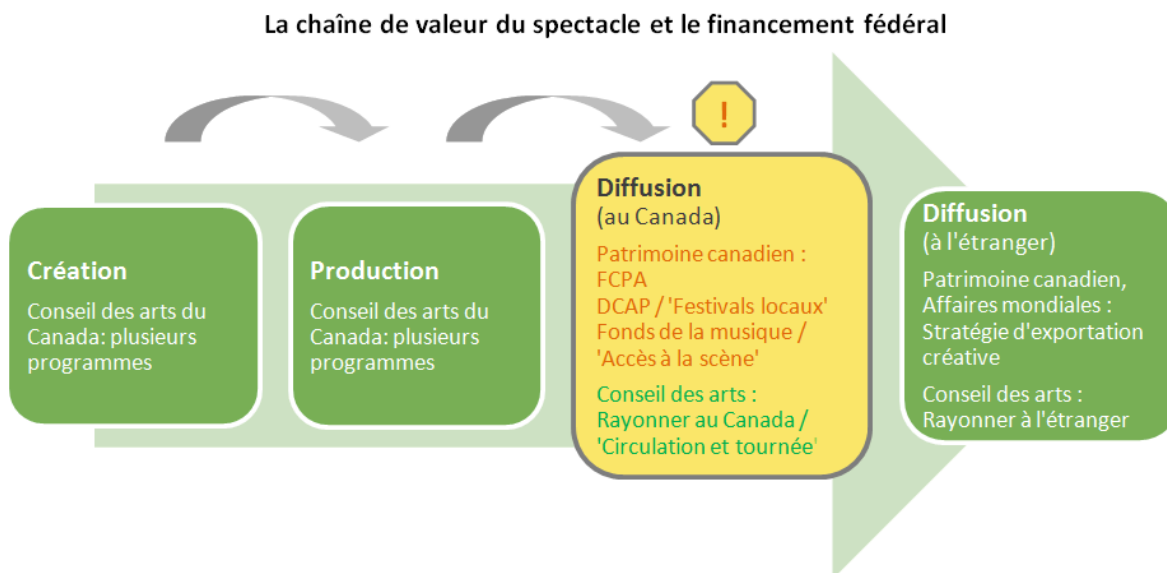 La chaîne de valeur du spectacle et le financement fédéral
Création
Conseil des arts du
Canada: plusieurs
programmes
Production
Conseil des arts du
Canada: plusieurs
programmes
!
Diffusion
(au Canada)
Patrimoine canadien :
FCPA
DCAP / 'Festivals locaux'
Fonds de la musique /
'Accès à la scène'
Conseil des arts :
Rayonner au Canada /
'Circulation et tournée'
Diffusion
(à l'étranger)
Patrimoine canadien,
Affaires mondiales :
Stratégie d'exportation
créative
Conseil des arts :
Rayonner à l'étranger